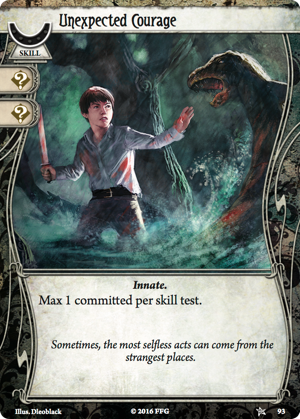 Unexpected Courage
SKILL
?
?
Innate.
Max 1 committed per skill test.
Sometimes, the most selfless acts can come from the
strangest places.
Illus. Dleoblack
© 2016 FFG
93